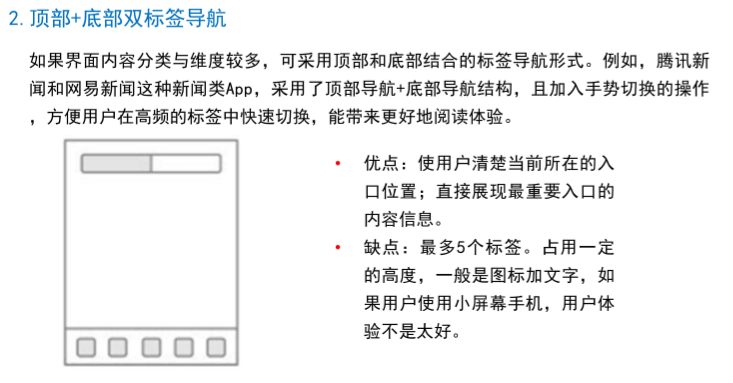 2. 顶部+底部双标签导航
如果界面内容分类与维度较多，可采用顶部和底部结合的标签导航形式。例如，腾讯新
闻和网易新闻这种新闻类App，采用了顶部导航+底部导航结构，且加入手势切换的操作
，方便用户在高频的标签中快速切换，能带来更好地阅读体验。
• 优点：使用户清楚当前所在的入
口位置；直接展现最重要入口的
内容信息。
• 缺点：最多5个标签。占用一定
的高度，一般是图标加文字，如
果用户使用小屏幕手机，用户体
验不是太好。